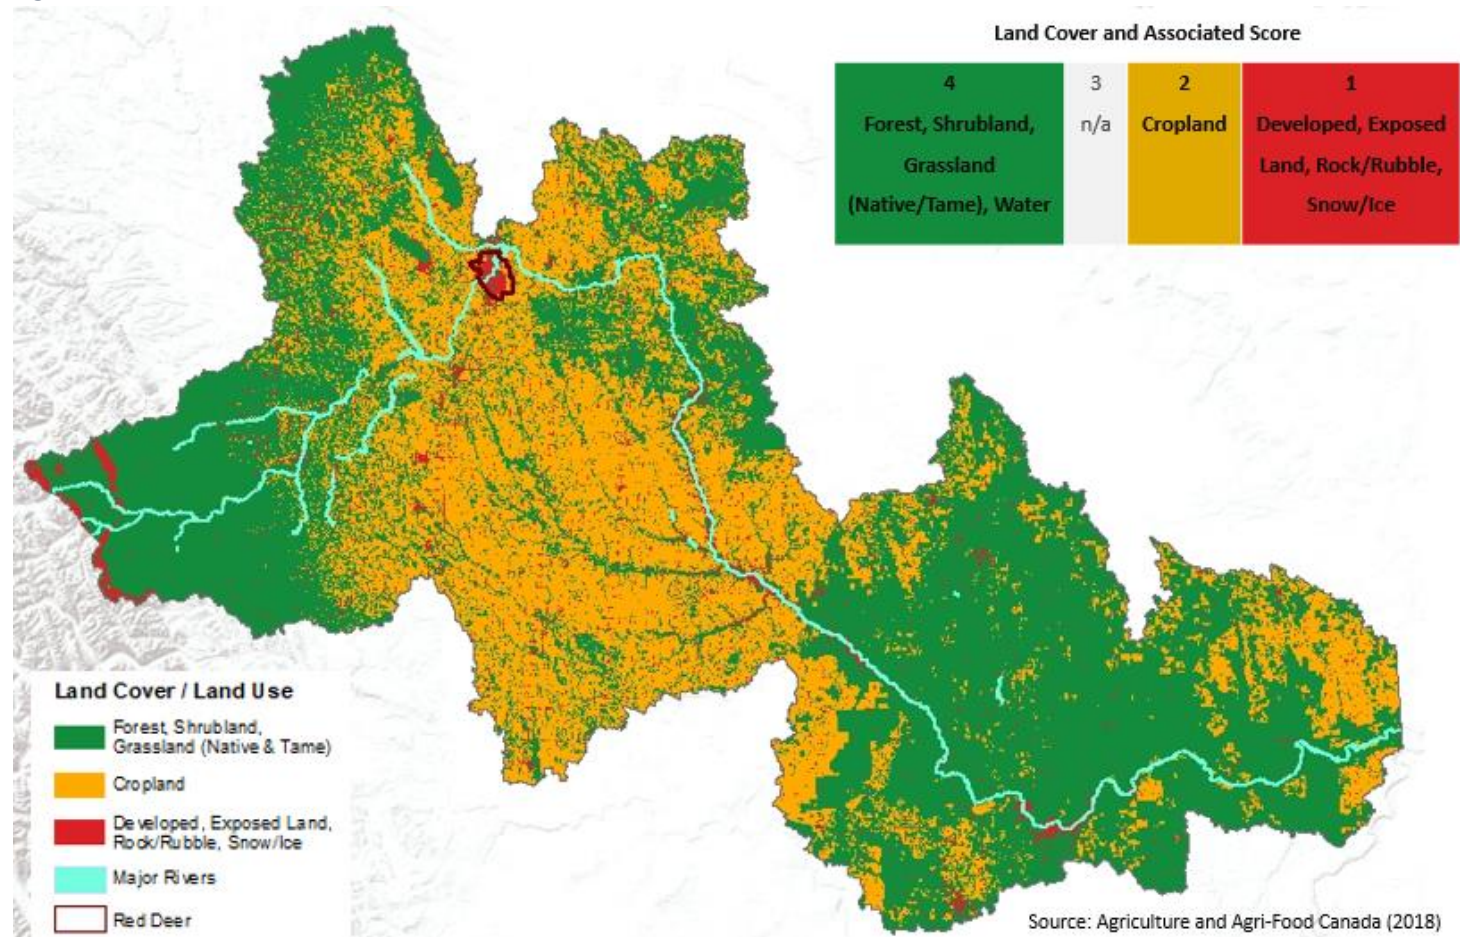 Land Cover and Associated Score
4
Forest, Shrubland,
Grassland
(Native/Tame), Water
3
n/a
2
Cropland
1
Developed, Exposed
Land, Rock/Rubble,
Snow/Ice
Land Cover / Land Use
Forest, Shrubland,
Grassland (Native & Tame)
Cropland
Developed, Exposed Land,
Rock/Rubble, Snow/Ice
Major Rivers
Red Deer
Source: Agriculture and Agri-Food Canada (2018)